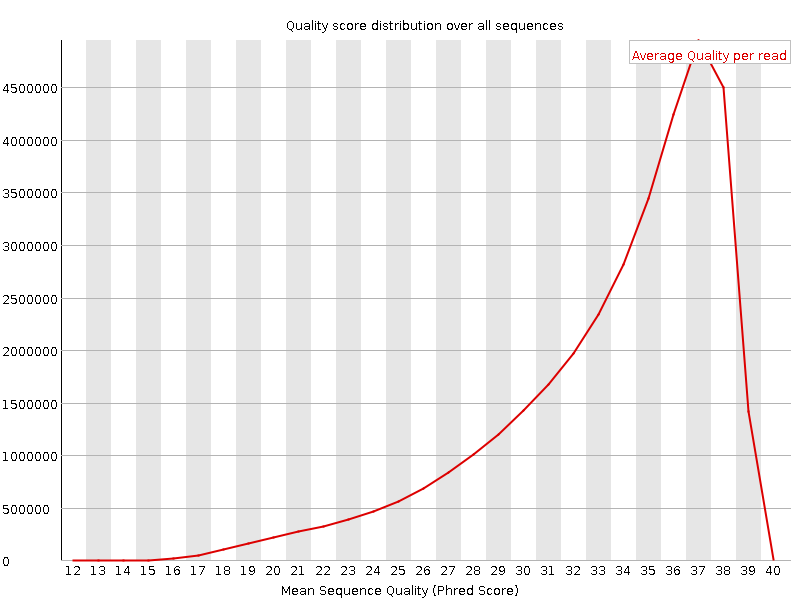 Quality score distribution over all sequences
Average Quality per read
4500000
4000000
3500000
3000000
2500000
2000000
1500000
1000000
500000
0
12 13 14 15 16 17 18 19 20 21 22 23 24 25 26 27 28 29 30 31 32 33 34 35 36 37 38 39 40
Mean Sequence Quality (Phred Score)